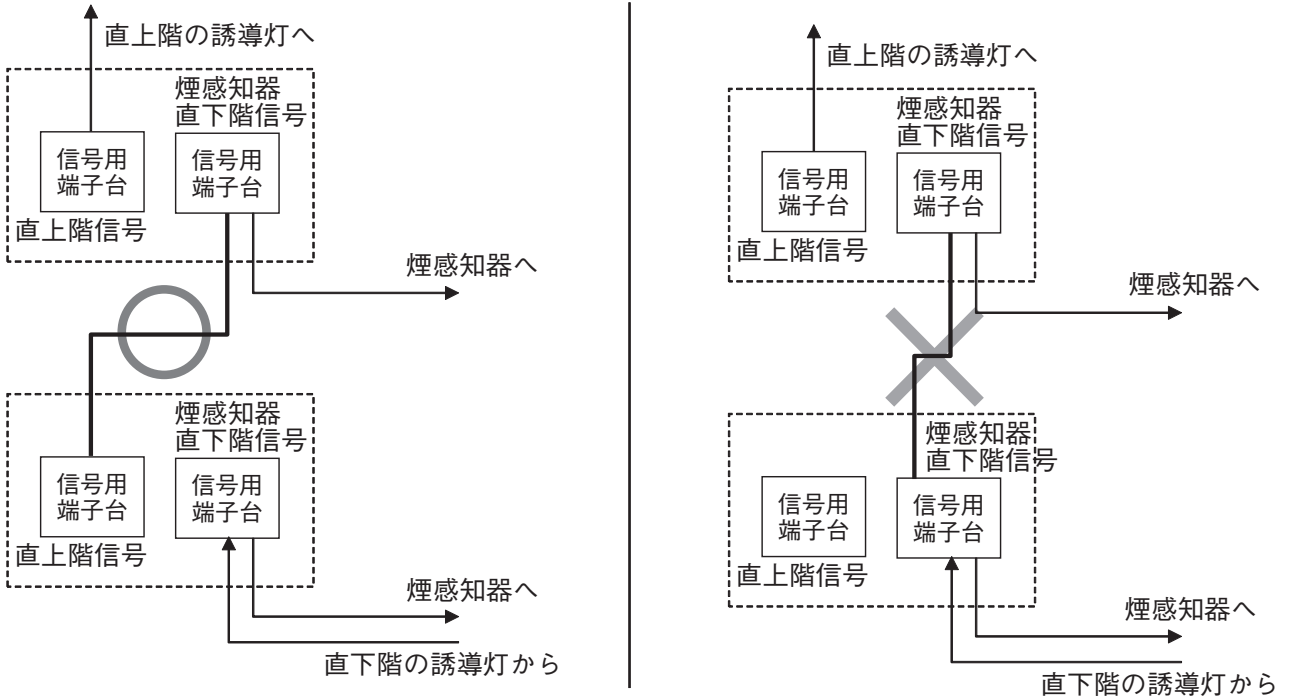 直上階の誘導灯へ
煙感知器
直下階信号
信号用
端子台
信号用
端子台
直上階信号
煙感知器へ
煙感知器
直下階信号
信号用
端子台
信号用
端子台
直上階信号
煙感知器へ
直下階の誘導灯から
直上階の誘導灯へ
煙感知器
直下階信号
信号用
端子台
信号用
端子台
直上階信号
煙感知器へ
煙感知器
直下階信号
信号用
端子台
信号用
端子台
直上階信号
煙感知器へ
直下階の誘導灯から